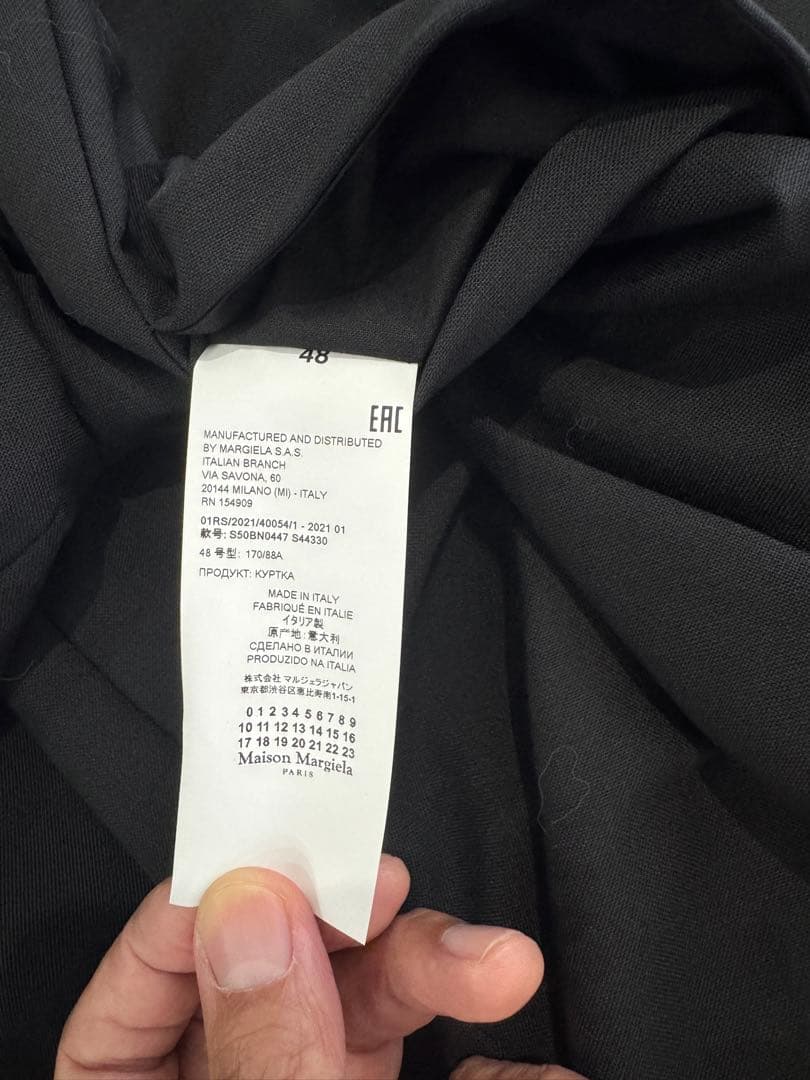 48
EAC
MANUFACTURED AND DISTRIBUTED
BY MARGIELA S.A.S.
ITALIAN BRANCH
VIA SAVONA, 60
20144 MILANO (MI) - ITALY
RN 154909
01RS/2021/40054/1 - 2021 01
款号: S50BN0447 S44330
48 号型: 170/88A
ПРОДУКТ: КУРТКА
MADE IN ITALY
FABRIQUÉ EN ITALIE
イタリア製
原产地: 意大利
СДЕЛАНО В ИТАЛИИ
PRODUZIDO NA ITALIA
株式会社 マルジェラジャパン
東京都渋谷区恵比寿南1-15-1
0 1 2 3 4 5 6 7 8 9
10 11 12 13 14 15 16
17 18 19 20 21 22 23
Maison Margiela
PARIS